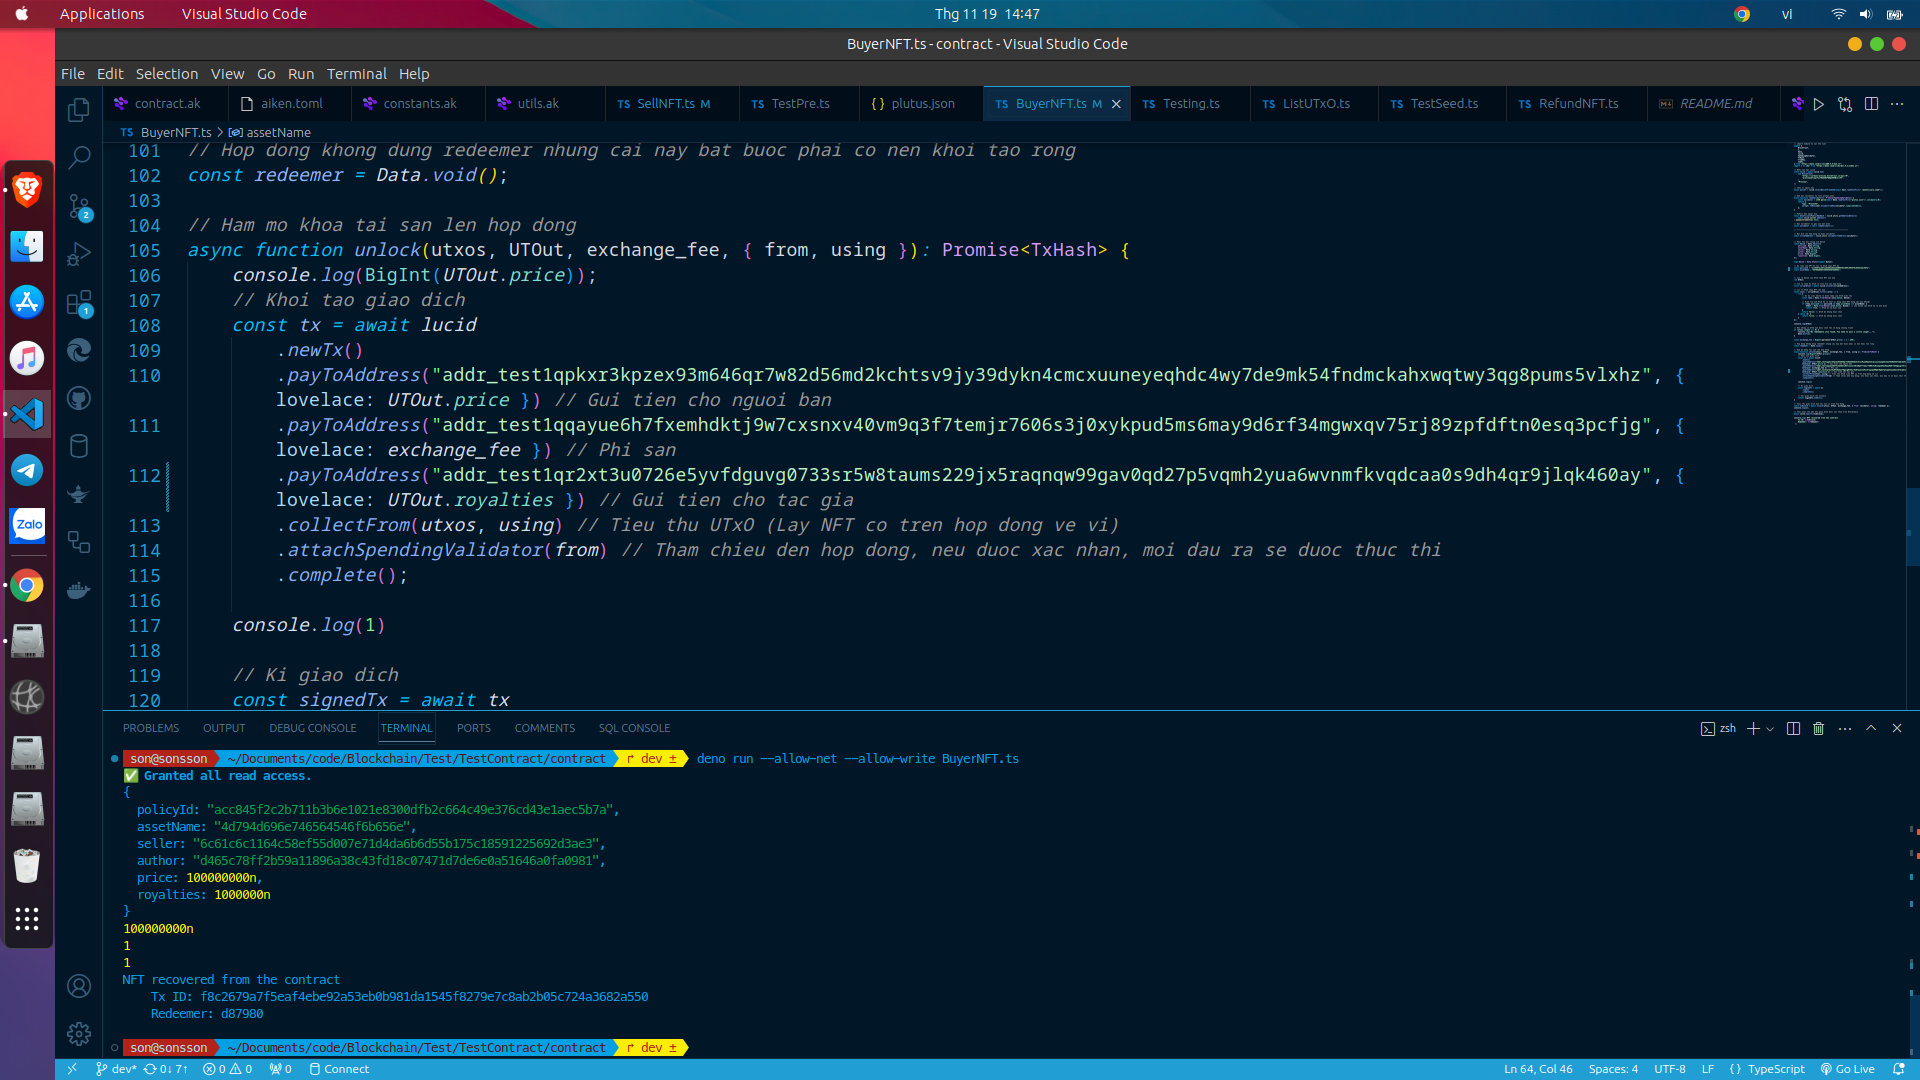 Applications Visual Studio Code Thg 11 19 14:47 vi
BuyerNFT.ts - contract - Visual Studio Code
File Edit Selection View Go Run Terminal Help
contract.ak aiken.toml constants.ak utils.ak TS SellNFT.ts M TS TestPre.ts {} plutus.json TS BuyerNFT.ts M TS Testing.ts TS ListUTxO.ts TS TestSeed.ts TS RefundNFT.ts README.md
TS BuyerNFT.ts > assetName
101 // Hop dong khong dung redeemer nhung cai nay bat buoc phai co nen khoi tao rong
102 const redeemer = Data.void();
103
104 // Ham mo khoa tai san len hop dong
105 async function unlock(utxos, UTOut, exchange_fee, { from, using }): Promise<TxHash> {
106 console.log(BigInt(UTOut.price));
107 // Khoi tao giao dich
108 const tx = await lucid
109 .newTx()
110 .payToAddress("addr_test1qpkxr3kpzex93m646qr7w82d56md2kchtsv9jy39dykn4cmcxuuneyeqhdc4wy7de9mk54fndmckahxwqtwy3qg8pums5vlxhz", {
lovelace: UTOut.price }) // Gui tien cho nguoi ban
111 .payToAddress("addr_test1qqayue6h7fxemhdktj9w7cxsnxv40vm9q3f7temjr7606s3j0xykpud5ms6may9d6rf34mgwxqv75rj89zpfdftn0esq3pcfjg", {
lovelace: exchange_fee }) // Phi san
112 .payToAddress("addr_test1qr2xt3u0726e5yvfdguvg0733sr5w8taums229jx5raqnqw99gav0qd27p5vqmh2yua6wvnmfkvqdcaa0s9dh4qr9jlqk460ay", {
lovelace: UTOut.royalties }) // Gui tien cho tac gia
113 .collectFrom(utxos, using) // Tieu thu UTxO (Lay NFT co tren hop dong ve vi)
114 .attachSpendingValidator(from) // Tham chieu den hop dong, neu duoc xac nhan, moi dau ra se duoc thuc thi
115 .complete();
116
117 console.log(1)
118
119 // Ki giao dich
120 const signedTx = await tx
PROBLEMS OUTPUT DEBUG CONSOLE TERMINAL PORTS COMMENTS SQL CONSOLE zsh
son@sonsson ~/Documents/code/Blockchain/Test/TestContract/contract dev ± deno run --allow-net --allow-write BuyerNFT.ts
✅ Granted all read access.
{
policyId: "acc845f2c2b711b3b6e1021e8300dfb2c664c49e376cd43e1aec5b7a",
assetName: "4d794d696e746564546f6b656e",
seller: "6c61c6c1164c58ef55d007e71d4da6b6d55b175c18591225692d3ae3",
author: "d465c78ff2b59a11896a38c43fd18c07471d7de6e0a51646a0fa0981",
price: 100000000n,
royalties: 1000000n
}
100000000n
1
1
NFT recovered from the contract
Tx ID: f8c2679a7f5eaf4ebe92a53eb0b981da1545f8279e7c8ab2b05c724a3682a550
Redeemer: d87980
son@sonsson ~/Documents/code/Blockchain/Test/TestContract/contract dev ±
dev* 0↓ 7↑ 0 0 0 Connect Ln 64, Col 46 Spaces: 4 UTF-8 LF {} TypeScript Go Live
Zalo
2
1